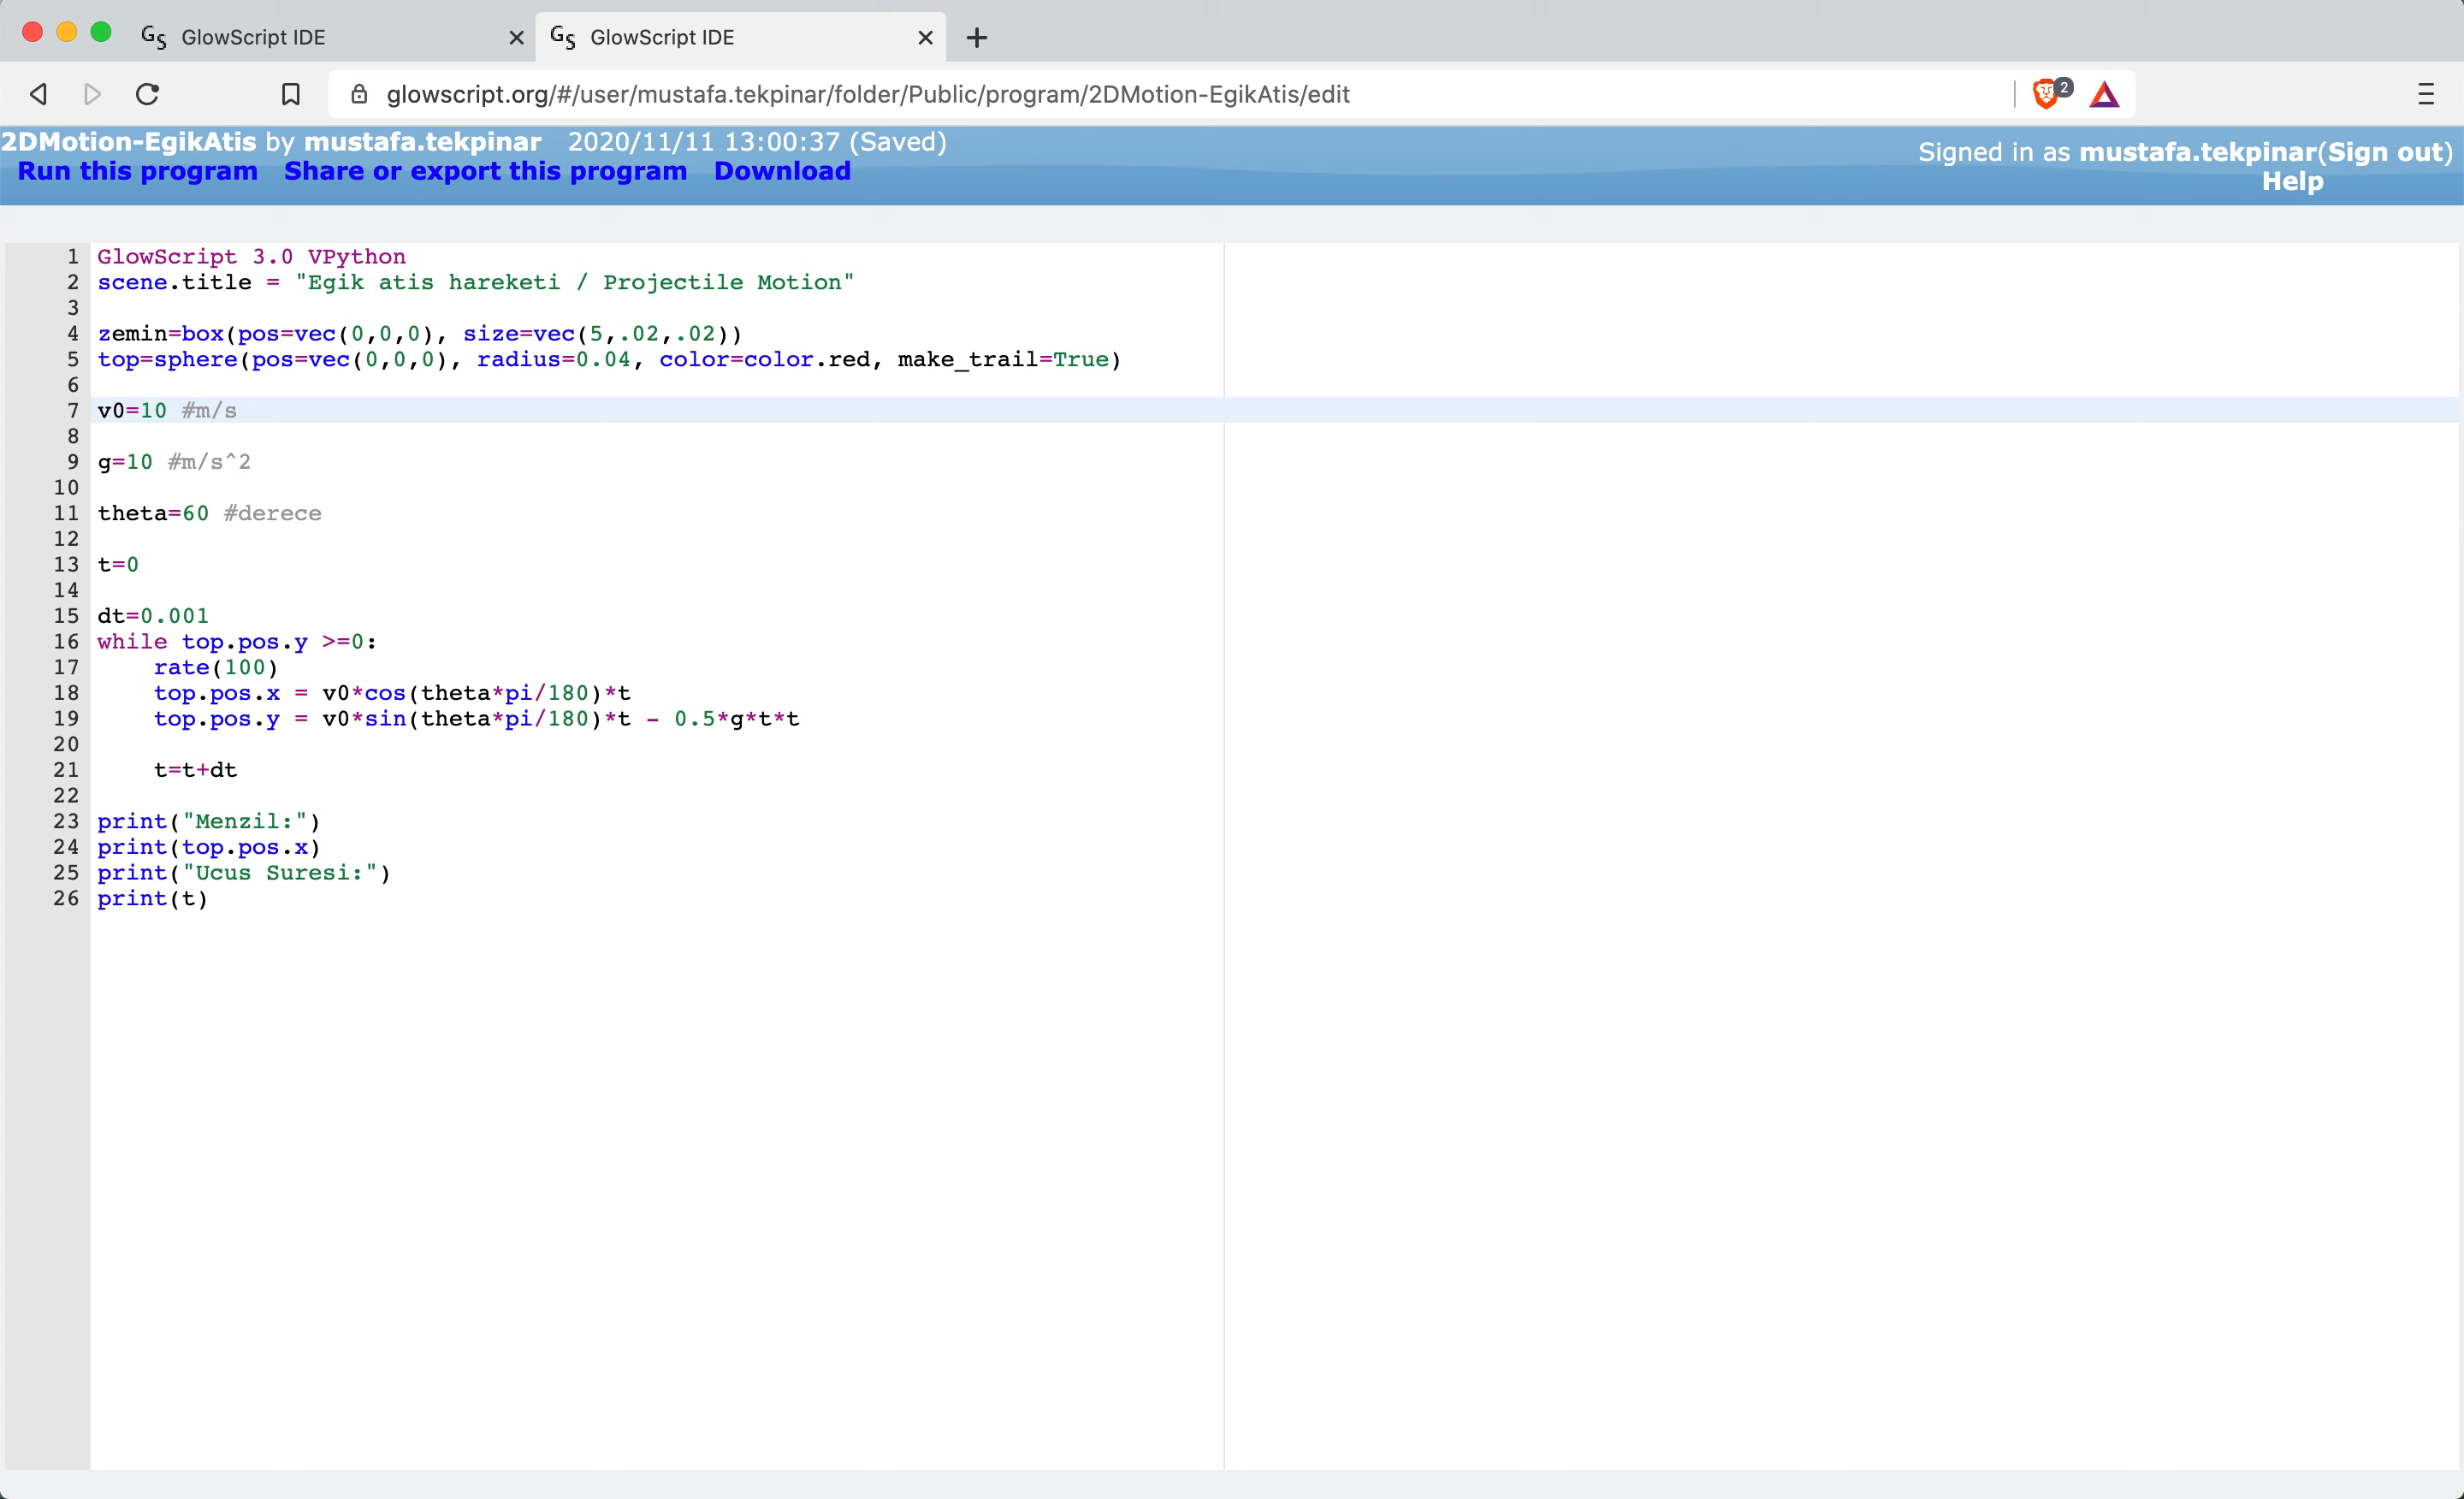 GlowScript IDE
GlowScript IDE
glowscript.org/#/user/mustafa.tekpinar/folder/Public/program/2DMotion-EgikAtis/edit
2
2DMotion-EgikAtis by mustafa.tekpinar 2020/11/11 13:00:37 (Saved)
Run this program Share or export this program Download
Signed in as mustafa.tekpinar(Sign out)
Help
1 GlowScript 3.0 VPython
2 scene.title = "Egik atis hareketi / Projectile Motion"
3
4 zemin=box(pos=vec(0,0,0), size=vec(5,.02,.02))
5 top=sphere(pos=vec(0,0,0), radius=0.04, color=color.red, make_trail=True)
6
7 v0=10 #m/s
8
9 g=10 #m/s^2
10
11 theta=60 #derece
12
13 t=0
14
15 dt=0.001
16 while top.pos.y >=0:
17     rate(100)
18     top.pos.x = v0*cos(theta*pi/180)*t
19     top.pos.y = v0*sin(theta*pi/180)*t - 0.5*g*t*t
20
21     t=t+dt
22
23 print("Menzil:")
24 print(top.pos.x)
25 print("Ucus Suresi:")
26 print(t)